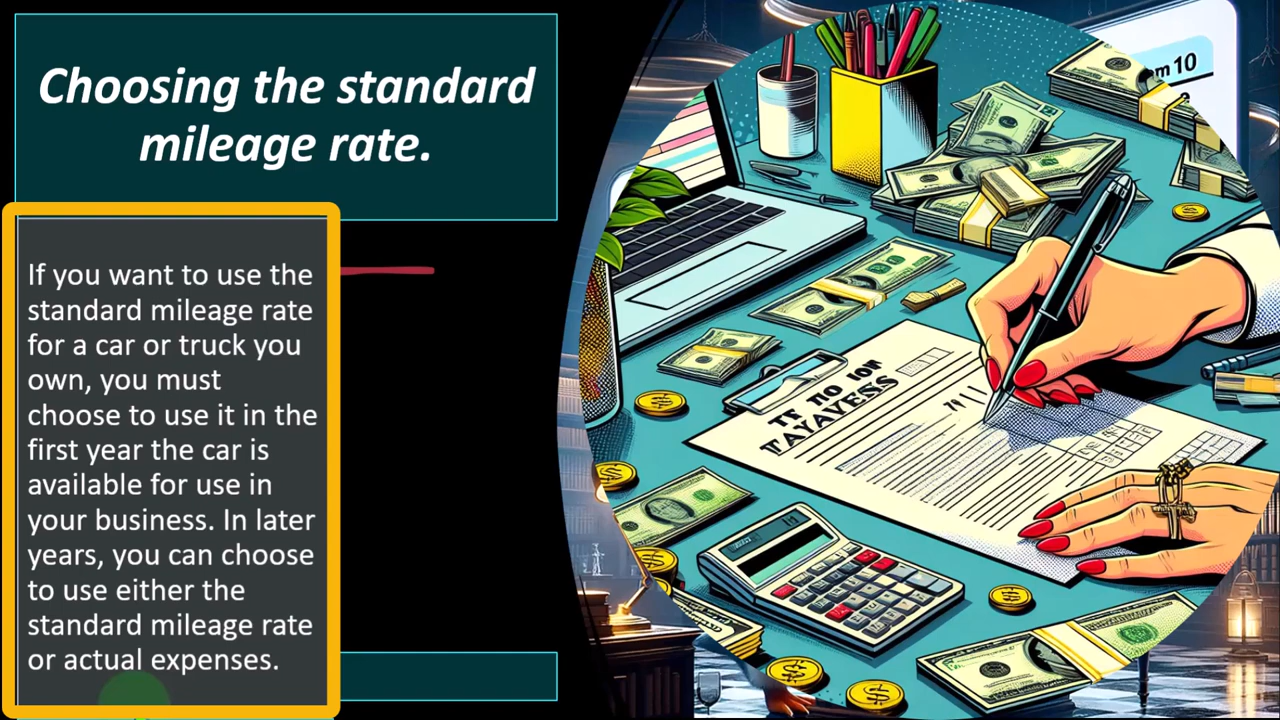 Choosing the standard
mileage rate.
If you want to use the
standard mileage rate
for a car or truck you
own, you must
choose to use it in the
first year the car is
available for use in
your business. In later
years, you can choose
to use either the
standard mileage rate
or actual expenses.
m 10